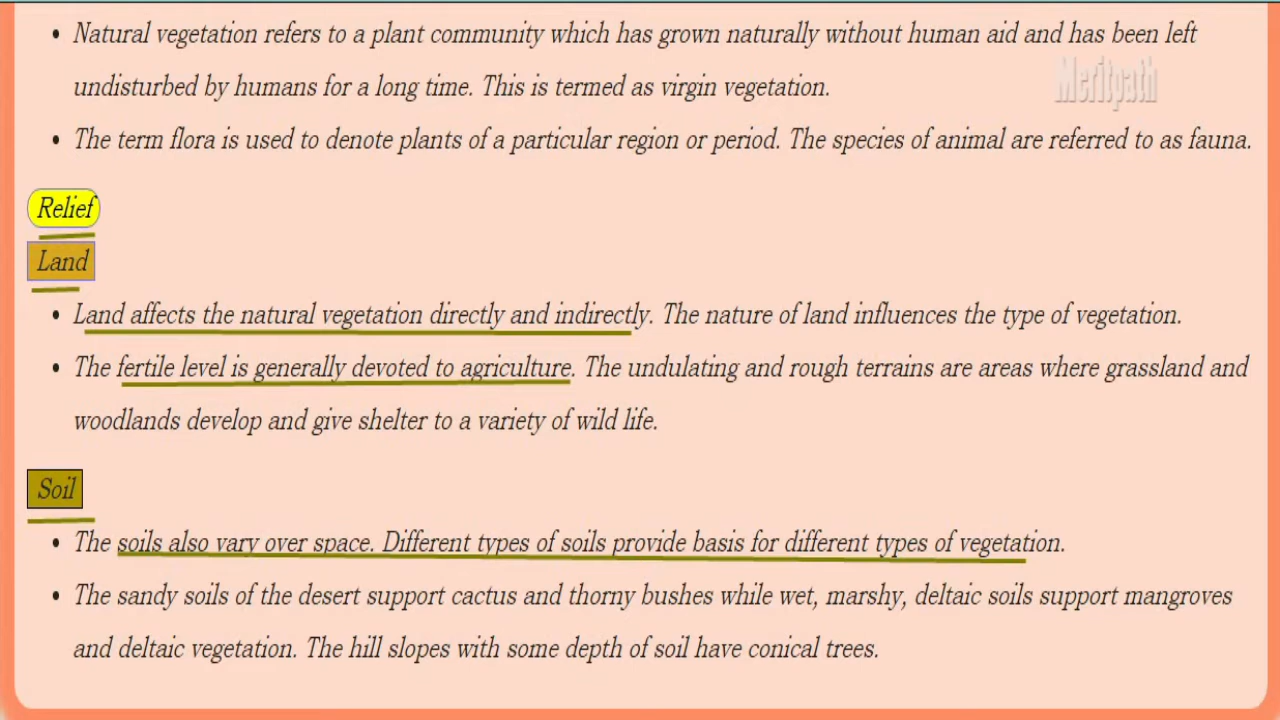 • Natural vegetation refers to a plant community which has grown naturally without human aid and has been left
undisturbed by humans for a long time. This is termed as virgin vegetation.
Meritpath
• The term flora is used to denote plants of a particular region or period. The species of animal are referred to as fauna.
Relief
Land
• Land affects the natural vegetation directly and indirectly. The nature of land influences the type of vegetation.
• The fertile level is generally devoted to agriculture. The undulating and rough terrains are areas where grassland and
woodlands develop and give shelter to a variety of wild life.
Soil
• The soils also vary over space. Different types of soils provide basis for different types of vegetation.
• The sandy soils of the desert support cactus and thorny bushes while wet, marshy, deltaic soils support mangroves
and deltaic vegetation. The hill slopes with some depth of soil have conical trees.